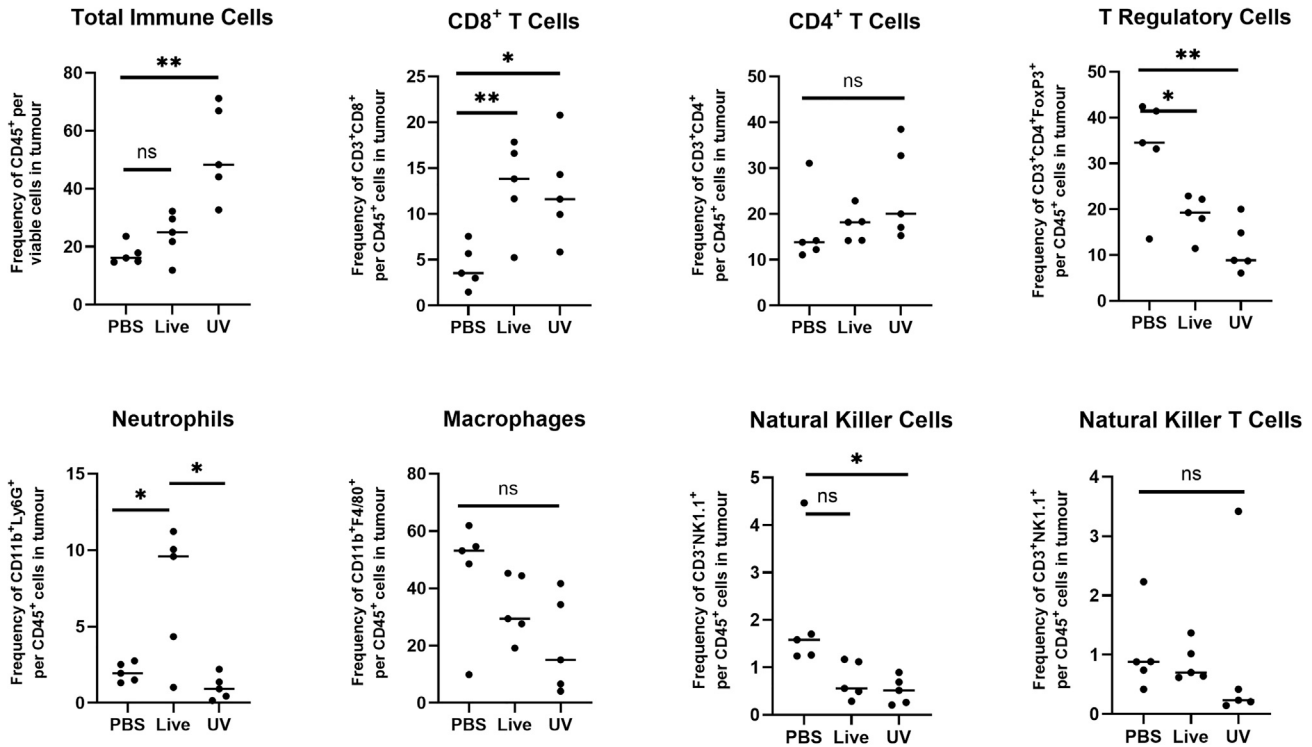 Total Immune Cells
Frequency of CD45⁺ per
viable cells in tumour
80
60
40
20
0
**
ns
PBS Live UV
CD8⁺ T Cells
Frequency of CD3⁺CD8⁺
per CD45⁺ cells in tumour
25
20
15
10
5
0
*
**
PBS Live UV
CD4⁺ T Cells
Frequency of CD3⁺CD4⁺
per CD45⁺ cells in tumour
50
40
30
20
10
0
ns
PBS Live UV
T Regulatory Cells
Frequency of CD3⁺CD4⁺FoxP3⁺
per CD45⁺ cells in tumour
50
40
30
20
10
0
**
*
PBS Live UV
Neutrophils
Frequency of CD11b⁺Ly6G⁺
per CD45⁺ cells in tumour
15
10
5
0
*
*
PBS Live UV
Macrophages
Frequency of CD11b⁺F4/80⁺
per CD45⁺ cells in tumour
80
60
40
20
0
ns
PBS Live UV
Natural Killer Cells
Frequency of CD3⁻NK1.1⁺
per CD45⁺ cells in tumour
5
4
3
2
1
0
*
ns
PBS Live UV
Natural Killer T Cells
Frequency of CD3⁺NK1.1⁺
per CD45⁺ cells in tumour
4
3
2
1
0
ns
PBS Live UV